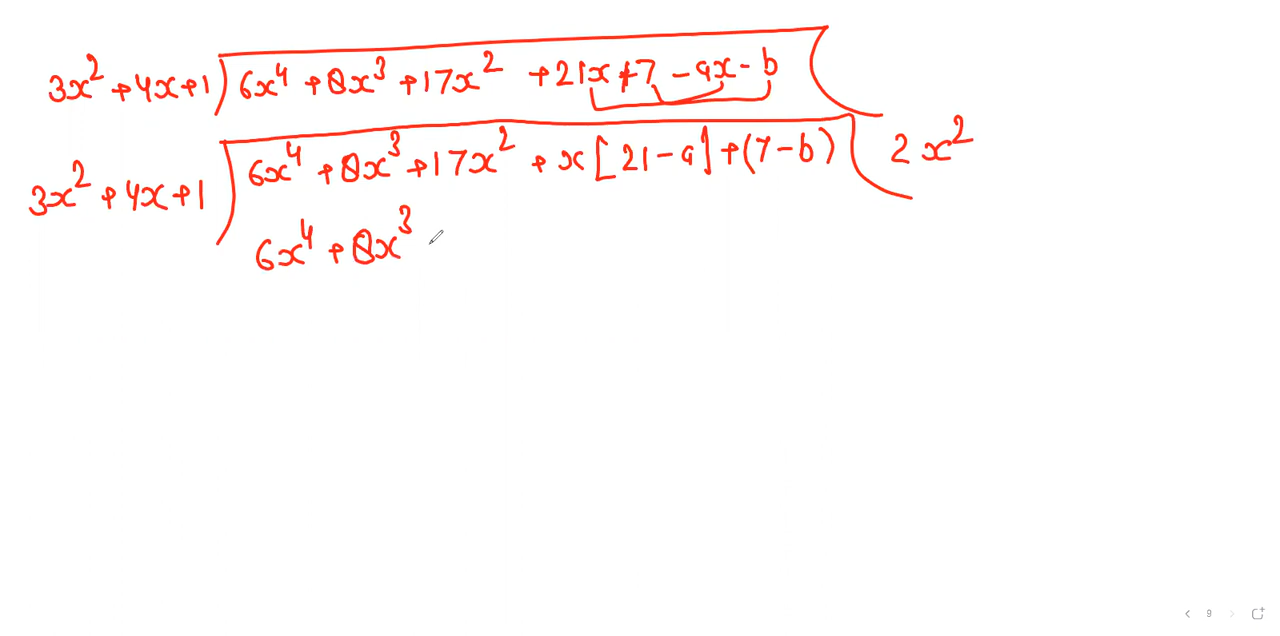 3x² + 4x + 1 ) 6x⁴ + 8x³ + 17x² + 21x + 7 - ax - b (
3x² + 4x + 1 ) 6x⁴ + 8x³ + 17x² + x [21 - a] + (7 - b) ( 2x²
6x⁴ + 8x³
< 9 >